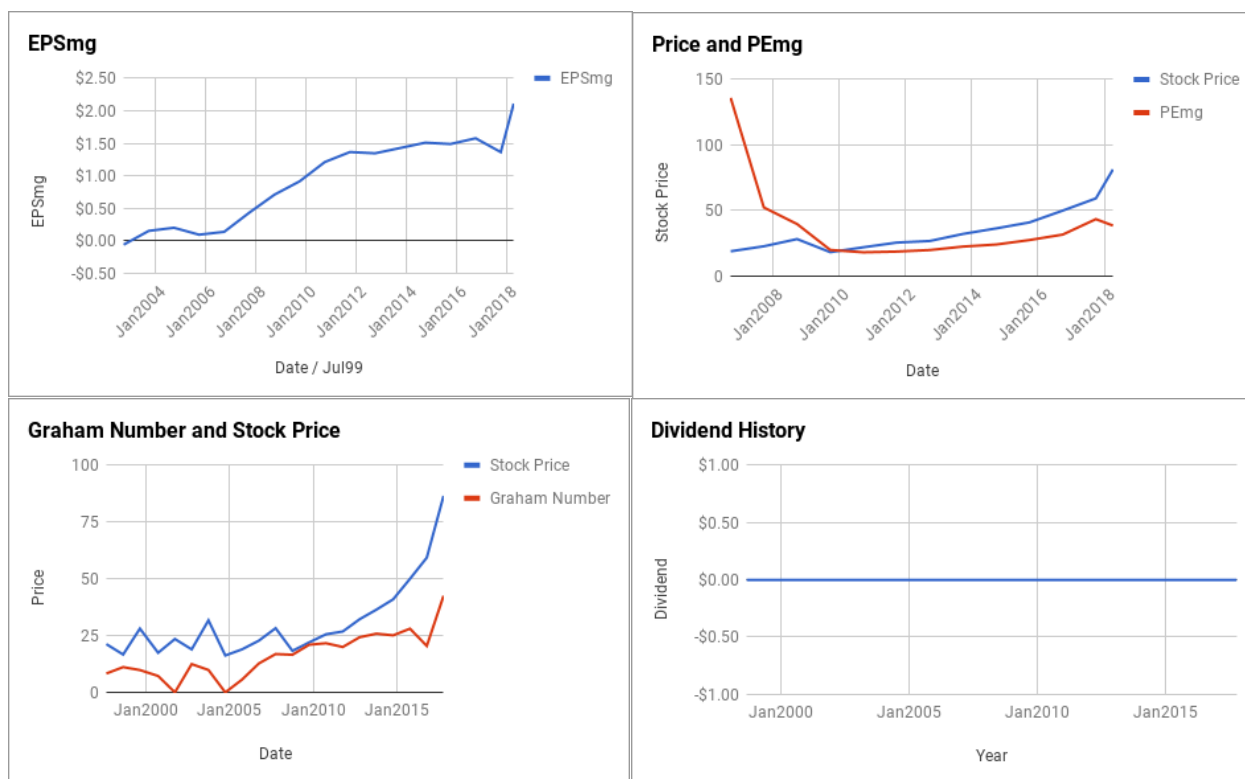 EPSmg
$2.50
$2.00
$1.50
$1.00
$0.50
$0.00
-$0.50
EPSmg
EPSmg
Jan2004
Jan2006
Jan2008
Jan2010
Jan2012
Jan2014
Jan2016
Jan2018
Date / Jul99
Price and PEmg
150
100
50
0
Stock Price
Stock Price
PEmg
Jan2008
Jan2010
Jan2012
Jan2014
Jan2016
Jan2018
Date
Graham Number and Stock Price
100
75
50
25
0
Price
Stock Price
Graham Number
Jan2000
Jan2005
Jan2010
Jan2015
Date
Dividend History
$1.00
$0.50
$0.00
-$0.50
-$1.00
Dividend
Jan2000
Jan2005
Jan2010
Jan2015
Year